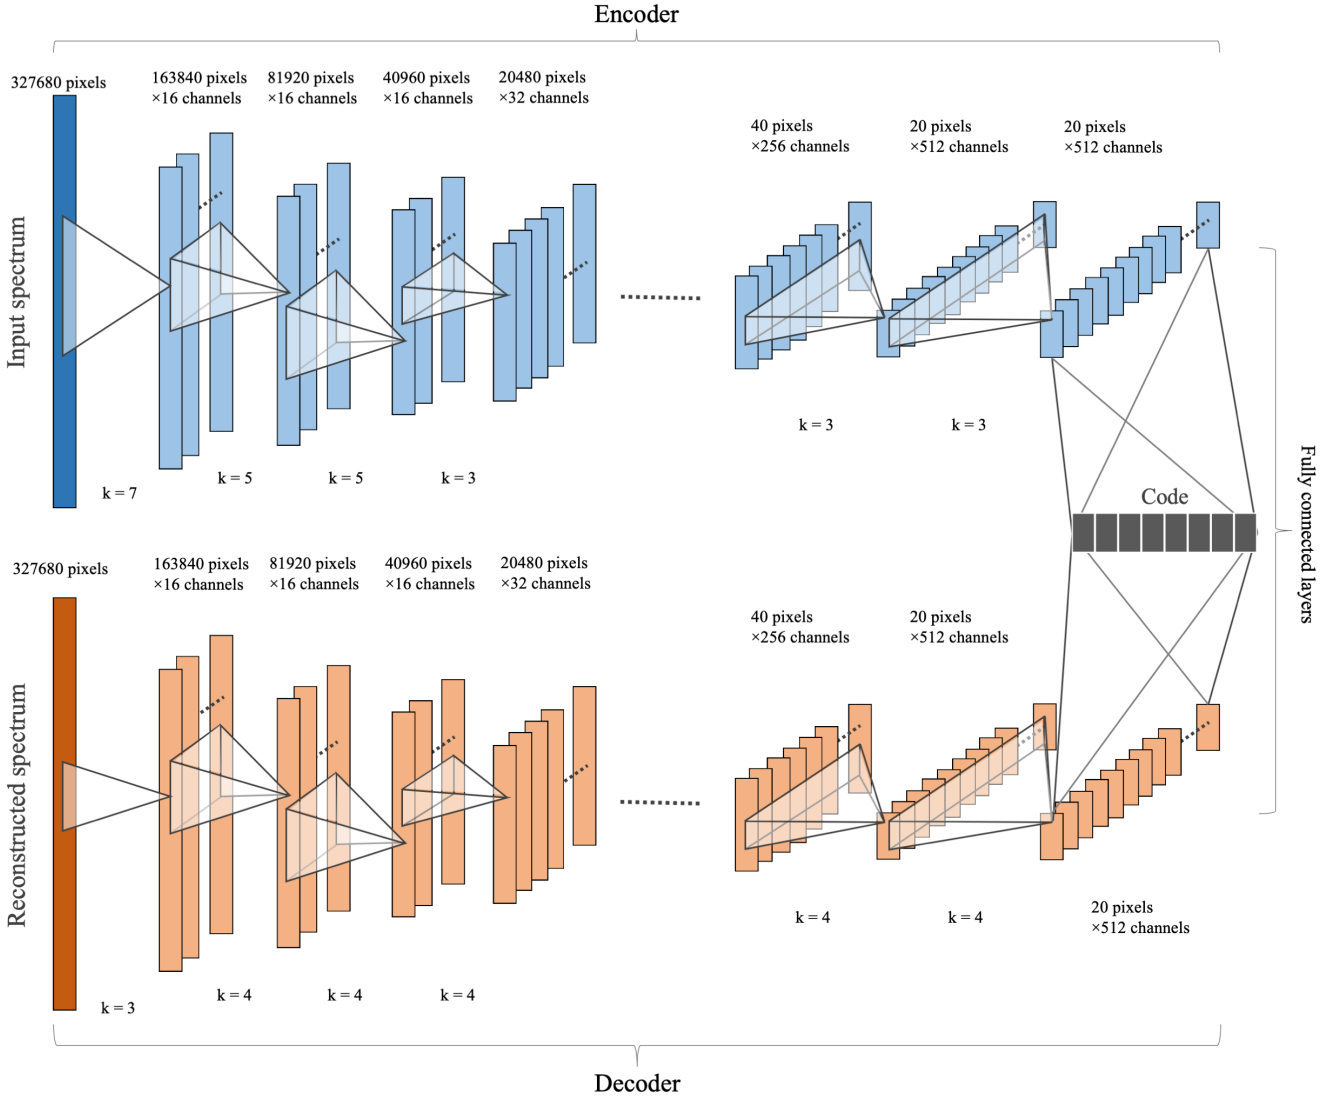 Encoder
327680 pixels
163840 pixels
×16 channels
81920 pixels
×16 channels
40960 pixels
×16 channels
20480 pixels
×32 channels
40 pixels
×256 channels
20 pixels
×512 channels
20 pixels
×512 channels
Input spectrum
k = 7
k = 5
k = 5
k = 3
k = 3
k = 3
Code
Fully connected layers
327680 pixels
163840 pixels
×16 channels
81920 pixels
×16 channels
40960 pixels
×16 channels
20480 pixels
×32 channels
40 pixels
×256 channels
20 pixels
×512 channels
Reconstructed spectrum
k = 3
k = 4
k = 4
k = 4
k = 4
k = 4
20 pixels
×512 channels
Decoder